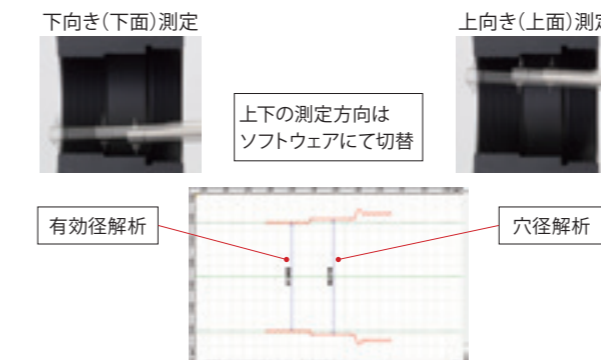 下向き(下面)測定
上向き(上面)測定
上下の測定方向は
ソフトウェアにて切替
有効径解析
穴径解析